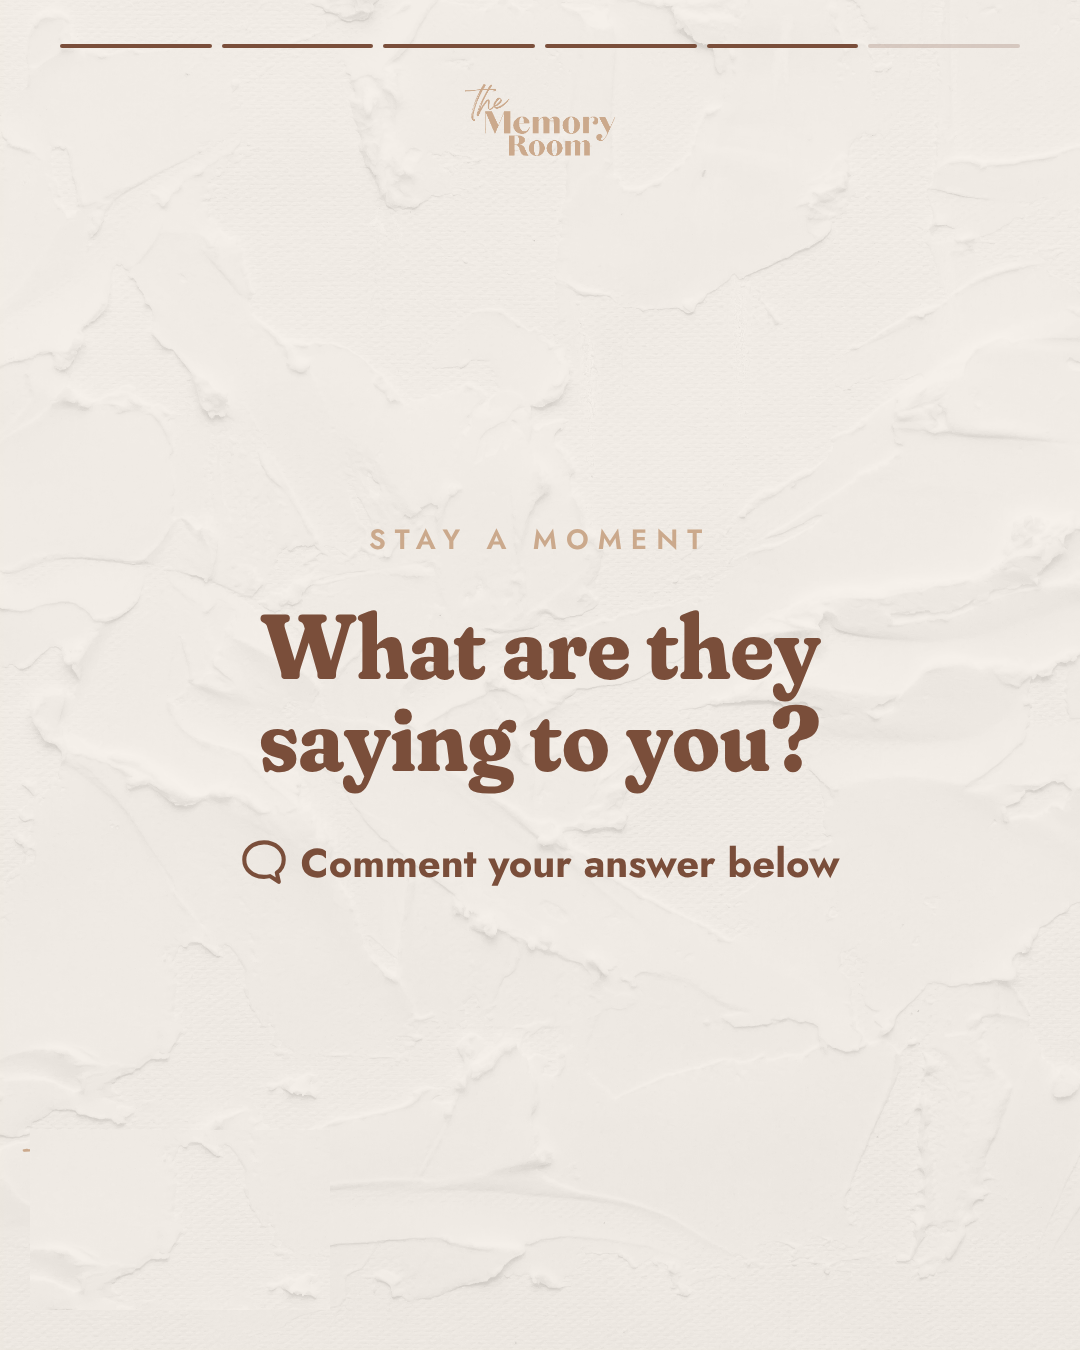 the
Memory
Room
STAY A MOMENT
What are they
saying to you?
Comment your answer below